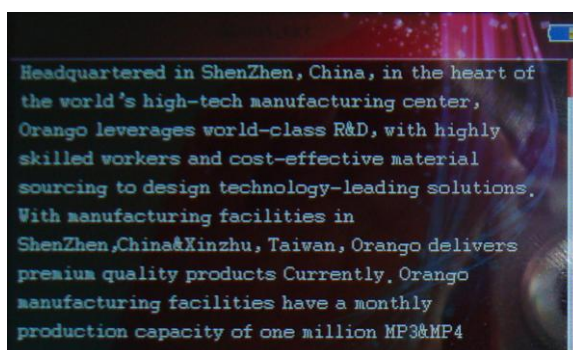 Headquartered in ShenZhen, China, in the heart of
the world's high-tech manufacturing center,
Orango leverages world-class R&D, with highly
skilled workers and cost-effective material
sourcing to design technology-leading solutions.
With manufacturing facilities in
ShenZhen,China&Xinzhu, Taiwan, Orango delivers
premium quality products Currently. Orango
manufacturing facilities have a monthly
production capacity of one million MP3&MP4